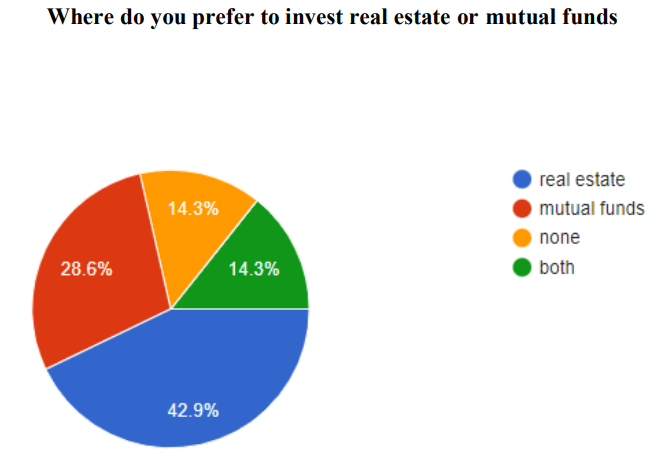 Where do you prefer to invest real estate or mutual funds
real estate
mutual funds
none
both
14.3%
28.6%
14.3%
42.9%